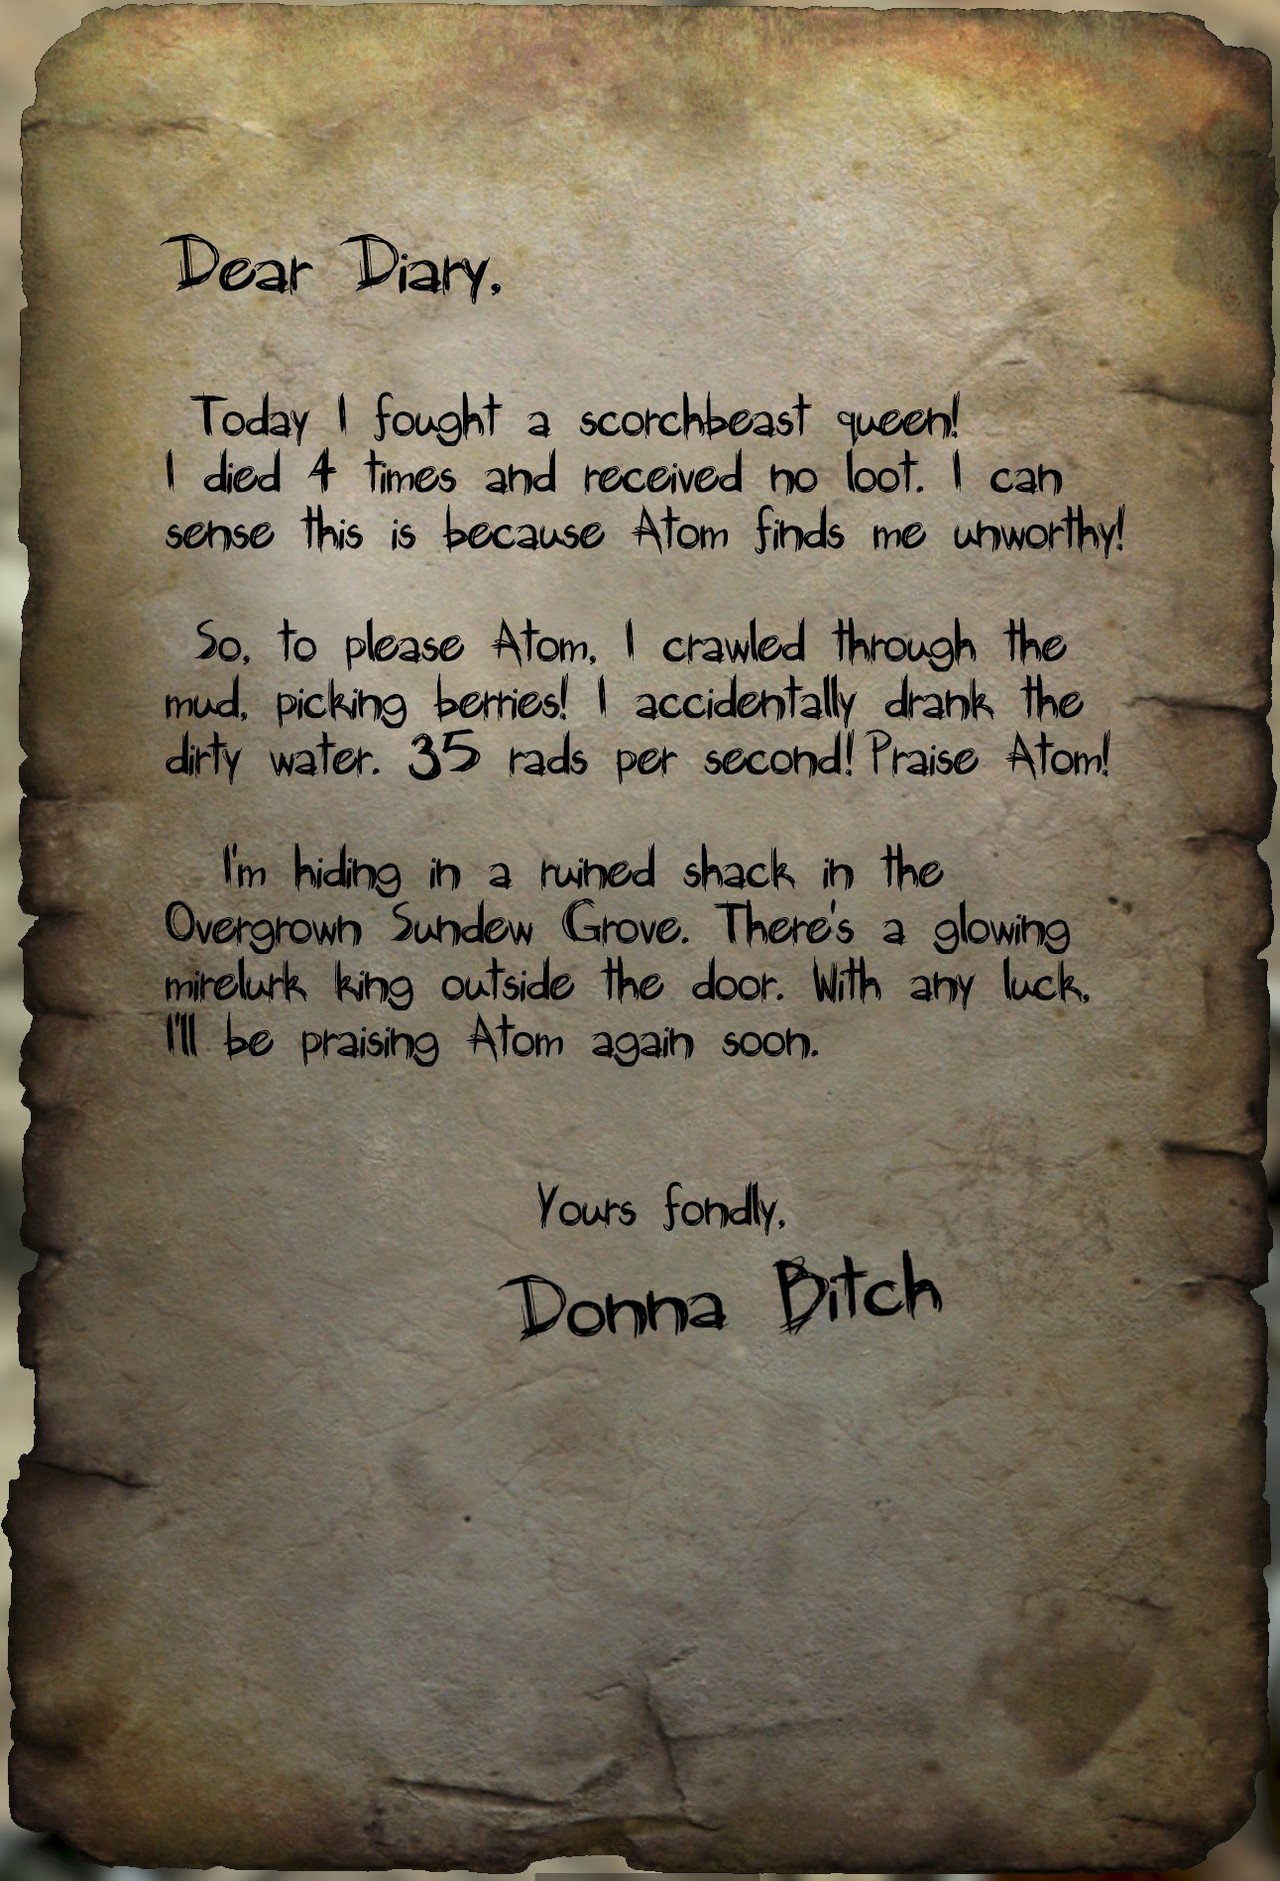 Dear Diary,
Today I fought a scorchbeast queen!
I died 4 times and received no loot. I can
sense this is because Atom finds me unworthy!
So, to please Atom, I crawled through the
mud, picking berries! I accidentally drank the
dirty water. 35 rads per second! Praise Atom!
I'm hiding in a ruined shack in the
Overgrown Sundew Grove. There's a glowing
mirelurk king outside the door. With any luck,
I'll be praising Atom again soon.
Yours fondly,
Donna Bitch